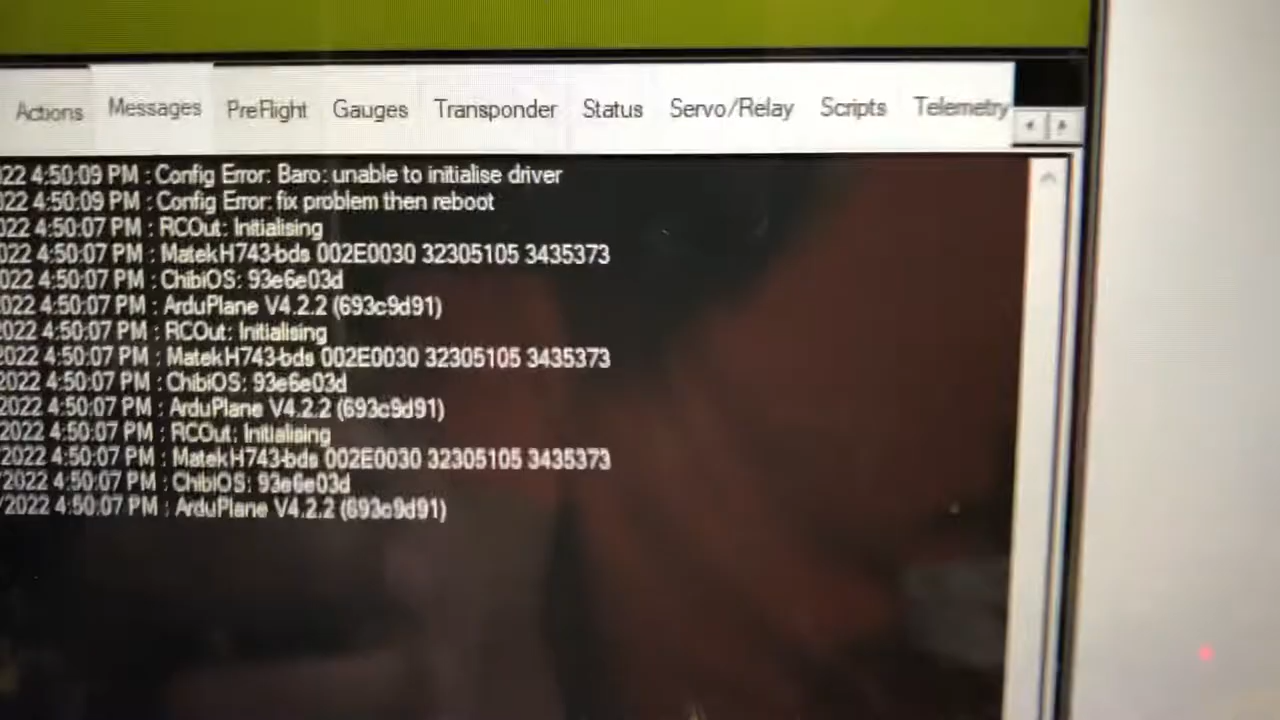 Actions Messages PreFlight Gauges Transponder Status Servo/Relay Scripts Telemetry
022 4:50:09 PM : Config Error: Baro: unable to initialise driver
022 4:50:09 PM : Config Error: fix problem then reboot
022 4:50:07 PM : RCOut: Initialising
022 4:50:07 PM : MatekH743-bds 002E0030 32305105 3435373
022 4:50:07 PM : ChibiOS: 93e6e03d
022 4:50:07 PM : ArduPlane V4.2.2 (693c9d91)
2022 4:50:07 PM : RCOut: Initialising
2022 4:50:07 PM : MatekH743-bds 002E0030 32305105 3435373
2022 4:50:07 PM : ChibiOS: 93e6e03d
2022 4:50:07 PM : ArduPlane V4.2.2 (693c9d91)
2022 4:50:07 PM : RCOut: Initialising
/2022 4:50:07 PM : MatekH743-bds 002E0030 32305105 3435373
/2022 4:50:07 PM : ChibiOS: 93e6e03d
/2022 4:50:07 PM : ArduPlane V4.2.2 (693c9d91)